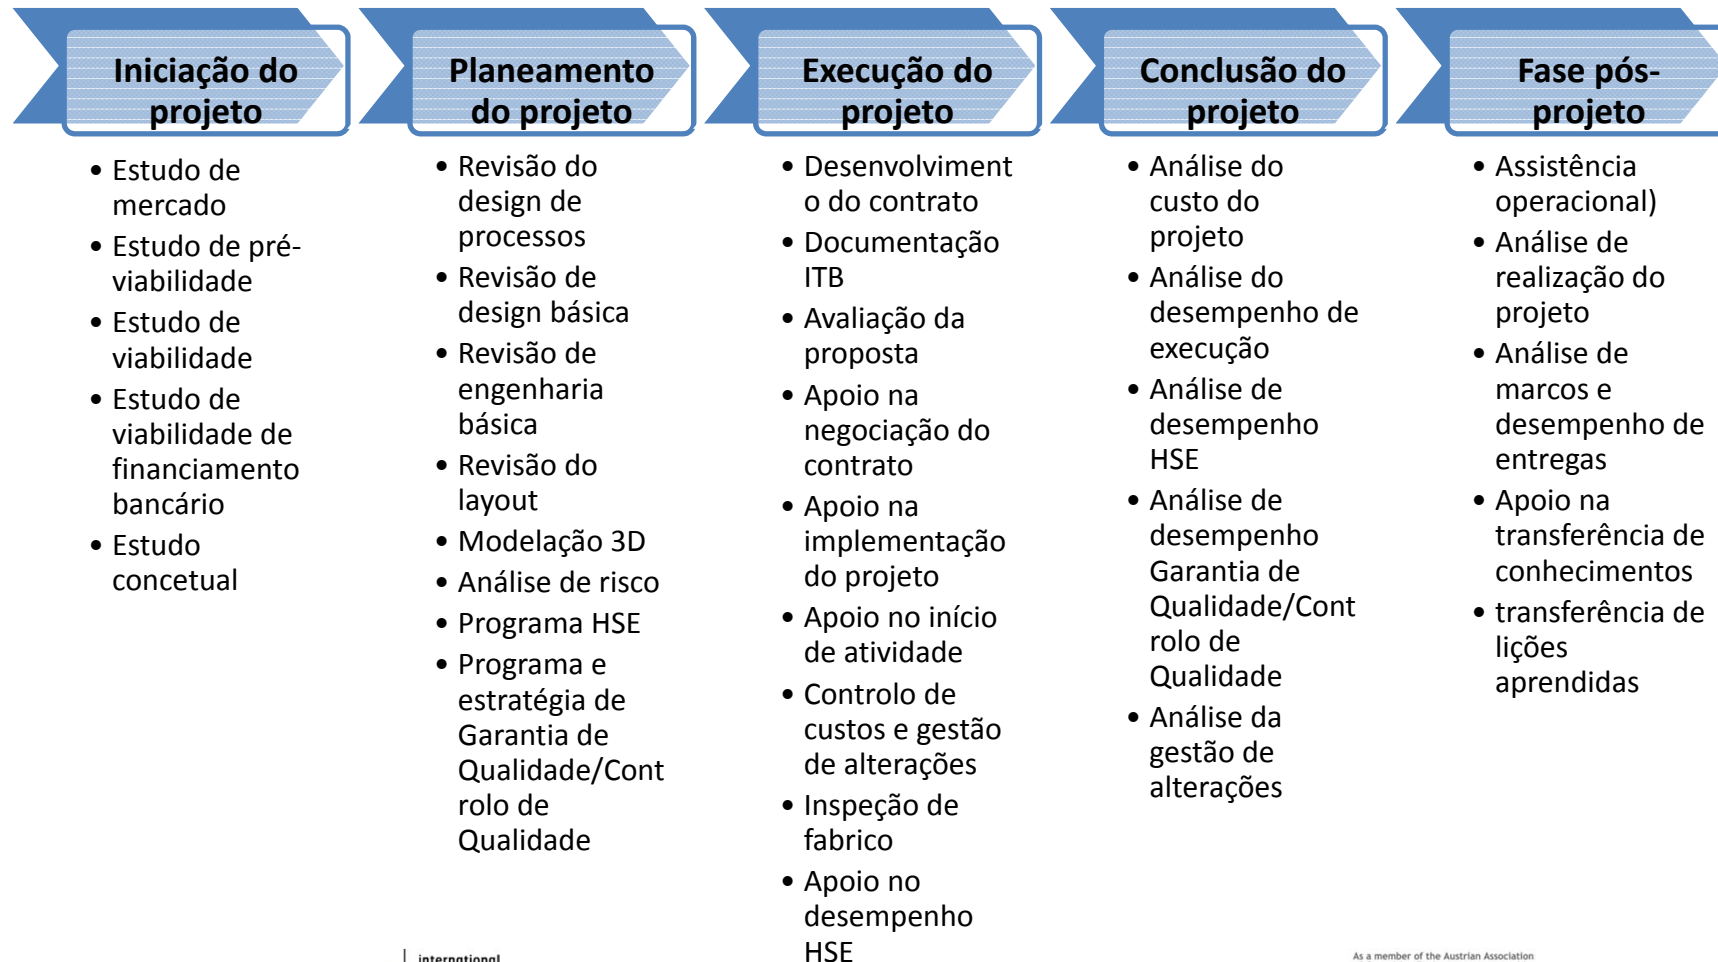 Iniciação do
projeto
• Estudo de
mercado
• Estudo de pré-
viabilidade
• Estudo de
viabilidade
• Estudo de
viabilidade de
financiamento
bancário
• Estudo
concetual
Planeamento
do projeto
• Revisão do
design de
processos
• Revisão de
design básica
• Revisão de
engenharia
básica
• Revisão do
layout
• Modelação 3D
• Análise de risco
• Programa HSE
• Programa e
estratégia de
Garantia de
Qualidade/Cont
rolo de
Qualidade
Execução do
projeto
• Desenvolviment
o do contrato
• Documentação
ITB
• Avaliação da
proposta
• Apoio na
negociação do
contrato
• Apoio na
implementação
do projeto
• Apoio no início
de atividade
• Controlo de
custos e gestão
de alterações
• Inspeção de
fabrico
• Apoio no
desempenho
HSE
Conclusão do
projeto
• Análise do
custo do
projeto
• Análise do
desempenho de
execução
• Análise de
desempenho
HSE
• Análise de
desempenho
Garantia de
Qualidade/Cont
rolo de
Qualidade
• Análise da
gestão de
alterações
Fase pós-
projeto
• Assistência
operacional)
• Análise de
realização do
projeto
• Análise de
marcos e
desempenho de
entregas
• Apoio na
transferência de
conhecimentos
• transferência de
lições
aprendidas
international
As a member of the Austrian Association